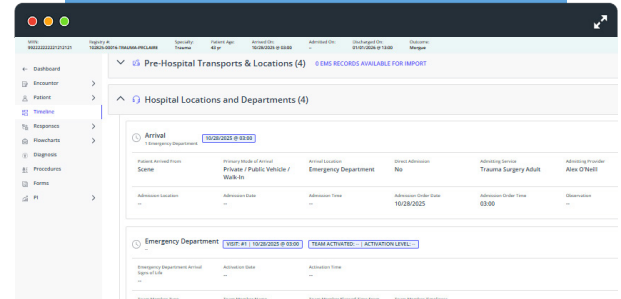 MRN: Registry #: Specialty: Patient Age: Arrived On: Admitted On: Discharged On: Outcome:
102825-00016-TRAUMA-PRECLAIMS Trauma 43 yr 10/28/2025 @ 03:00 -- 01/01/2026 @ 13:00 Morgue
Dashboard
Encounter
Patient
Timeline
Responses
Flowcharts
Diagnosis
Procedures
Forms
PI
Pre-Hospital Transports & Locations (4) 0 EMS RECORDS AVAILABLE FOR IMPORT
Hospital Locations and Departments (4)
Arrival 10/28/2025 @ 03:00
1 Emergency Department
Patient Arrived From Primary Mode of Arrival Arrival Location Direct Admission Admitting Service Admitting Provider
Scene Private / Public Vehicle / Emergency Department No Trauma Surgery Adult Alex O'Neill
Walk-In
Admission Location Admission Date Admission Time Admission Order Date Admission Order Time Observation
-- -- -- 10/28/2025 03:00 --
Emergency Department VISIT: #1 | 10/28/2025 @ 03:00 TEAM ACTIVATED: -- | ACTIVATION LEVEL: --
--
Emergency Department Arrival Activation Date Activation Time
Signs of Life -- --
--